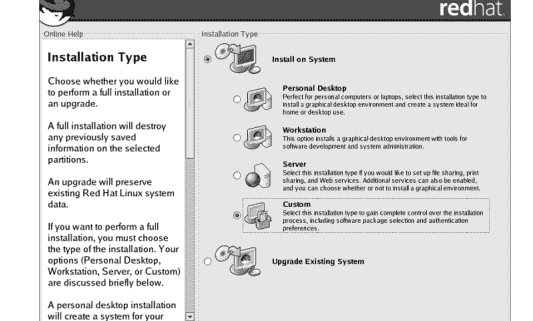 redhat.
Online Help
Installation Type
Choose whether you would like
to perform a full installation or
an upgrade.
A full installation will destroy
any previously saved
information on the selected
partitions.
An upgrade will preserve
existing Red Hat Linux system
data.
If you want to perform a full
installation, you must choose
the type of the installation. Your
options (Personal Desktop,
Workstation, Server, or Custom)
are discussed briefly below.
A personal desktop installation
will create a system for your
Installation Type
Install on System
Personal Desktop
Perfect for personal computers or laptops, select this installation type to
install a graphical desktop environment and create a system ideal for
home or desktop use.
Workstation
This option installs a graphical desktop environment with tools for
software development and system administration.
Server
Select this installation type if you would like to set up file sharing, print
sharing, and Web services. Additional services can also be enabled,
and you can choose whether or not to install a graphical environment.
Custom
Select this installation type to gain complete control over the installation
process, including software package selection and authentication
preferences.
Upgrade Existing System